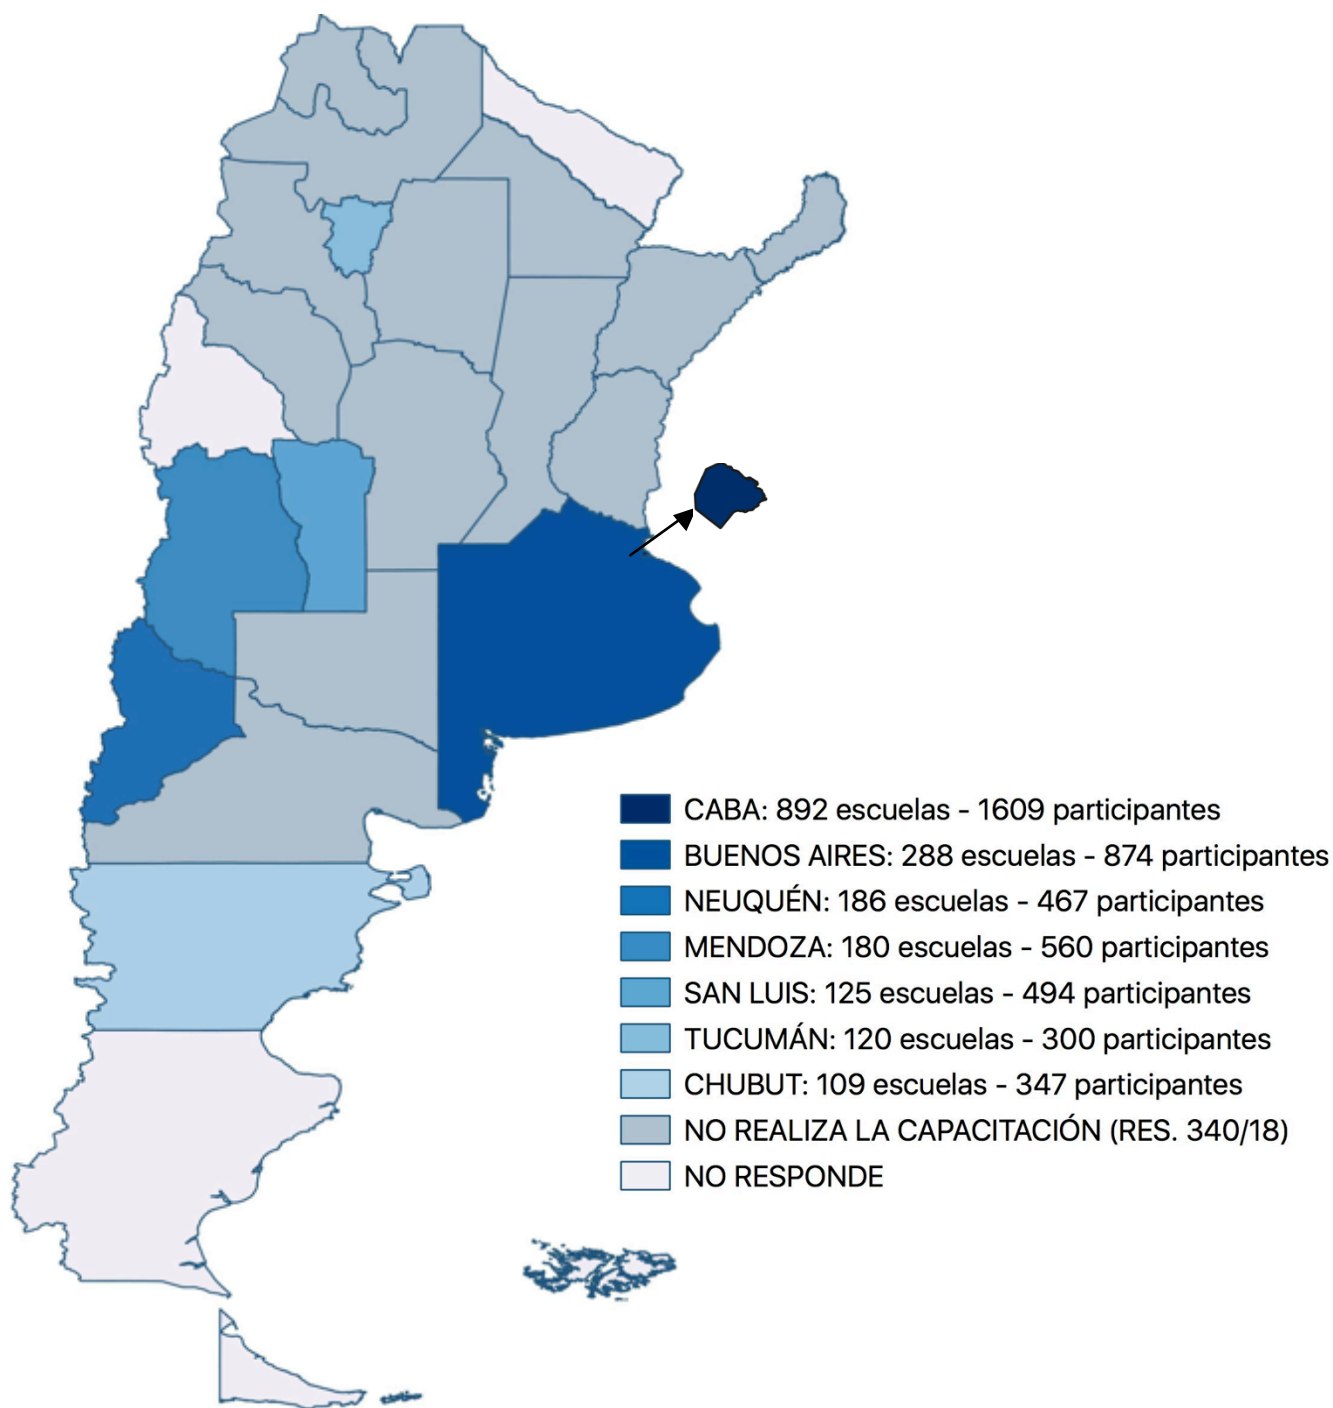 CABA: 892 escuelas - 1609 participantes
BUENOS AIRES: 288 escuelas - 874 participantes
NEUQUÉN: 186 escuelas - 467 participantes
MENDOZA: 180 escuelas - 560 participantes
SAN LUIS: 125 escuelas - 494 participantes
TUCUMÁN: 120 escuelas - 300 participantes
CHUBUT: 109 escuelas - 347 participantes
NO REALIZA LA CAPACITACIÓN (RES. 340/18)
NO RESPONDE